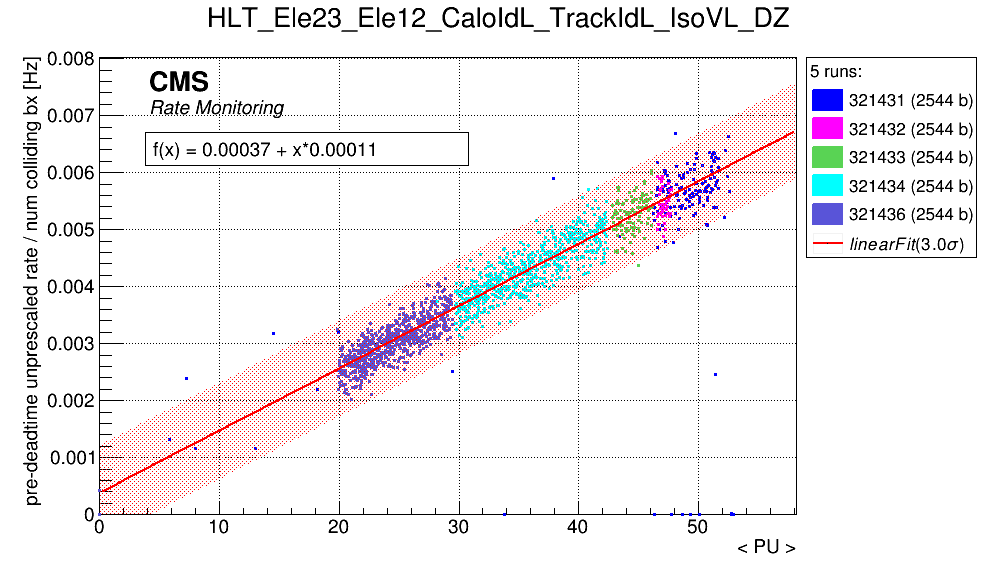 HLT_Ele23_Ele12_CaloIdL_TrackIdL_IsoVL_DZ
pre-deadtime unprescaled rate / num colliding bx [Hz]
CMS
Rate Monitoring
f(x) = 0.00037 + x*0.00011
0.008
0.007
0.006
0.005
0.004
0.003
0.002
0.001
0
0
10
20
30
40
50
< PU >
5 runs:
321431 (2544 b)
321432 (2544 b)
321433 (2544 b)
321434 (2544 b)
321436 (2544 b)
linearFit(3.0σ)